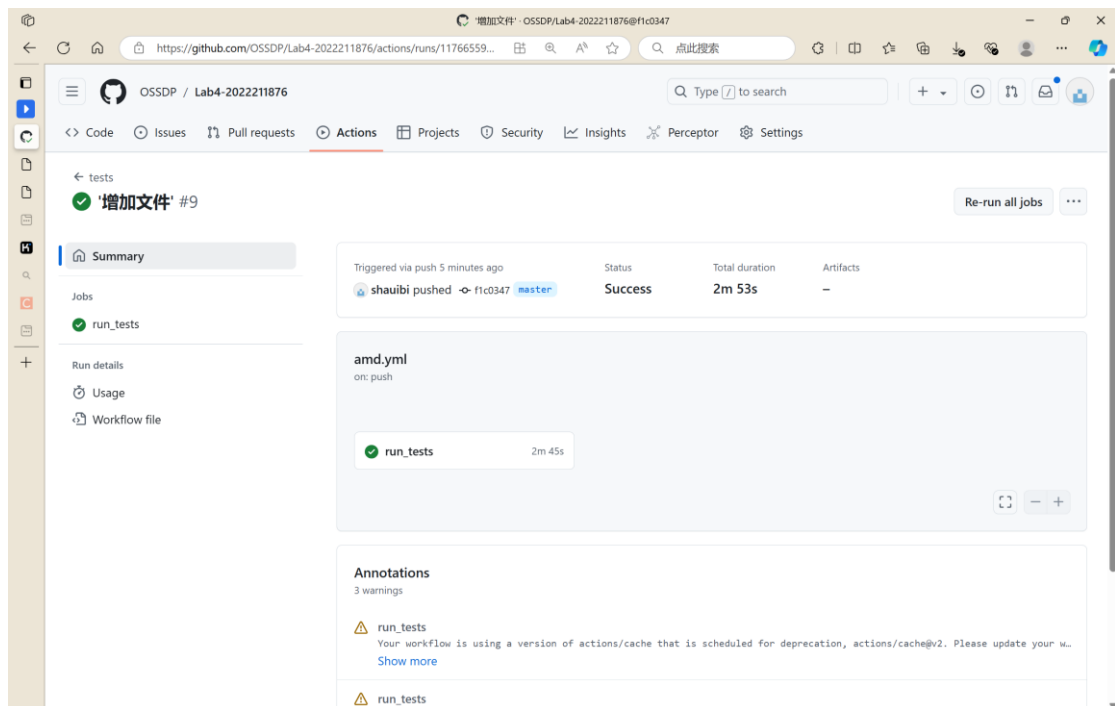 '增加文件' · OSSDP/Lab4-2022211876@f1c0347
https://github.com/OSSDP/Lab4-2022211876/actions/runs/11766559...
点此搜索
OSSDP / Lab4-2022211876
Type / to search
Code Issues Pull requests Actions Projects Security Insights Perceptor Settings
tests
'增加文件' #9
Re-run all jobs
Summary
Jobs
run_tests
Run details
Usage
Workflow file
Triggered via push 5 minutes ago
shauibi pushed f1c0347 master
Status
Success
Total duration
2m 53s
Artifacts
–
amd.yml
on: push
run_tests 2m 45s
Annotations
3 warnings
run_tests
Your workflow is using a version of actions/cache that is scheduled for deprecation, actions/cache@v2. Please update your w…
Show more
run_tests